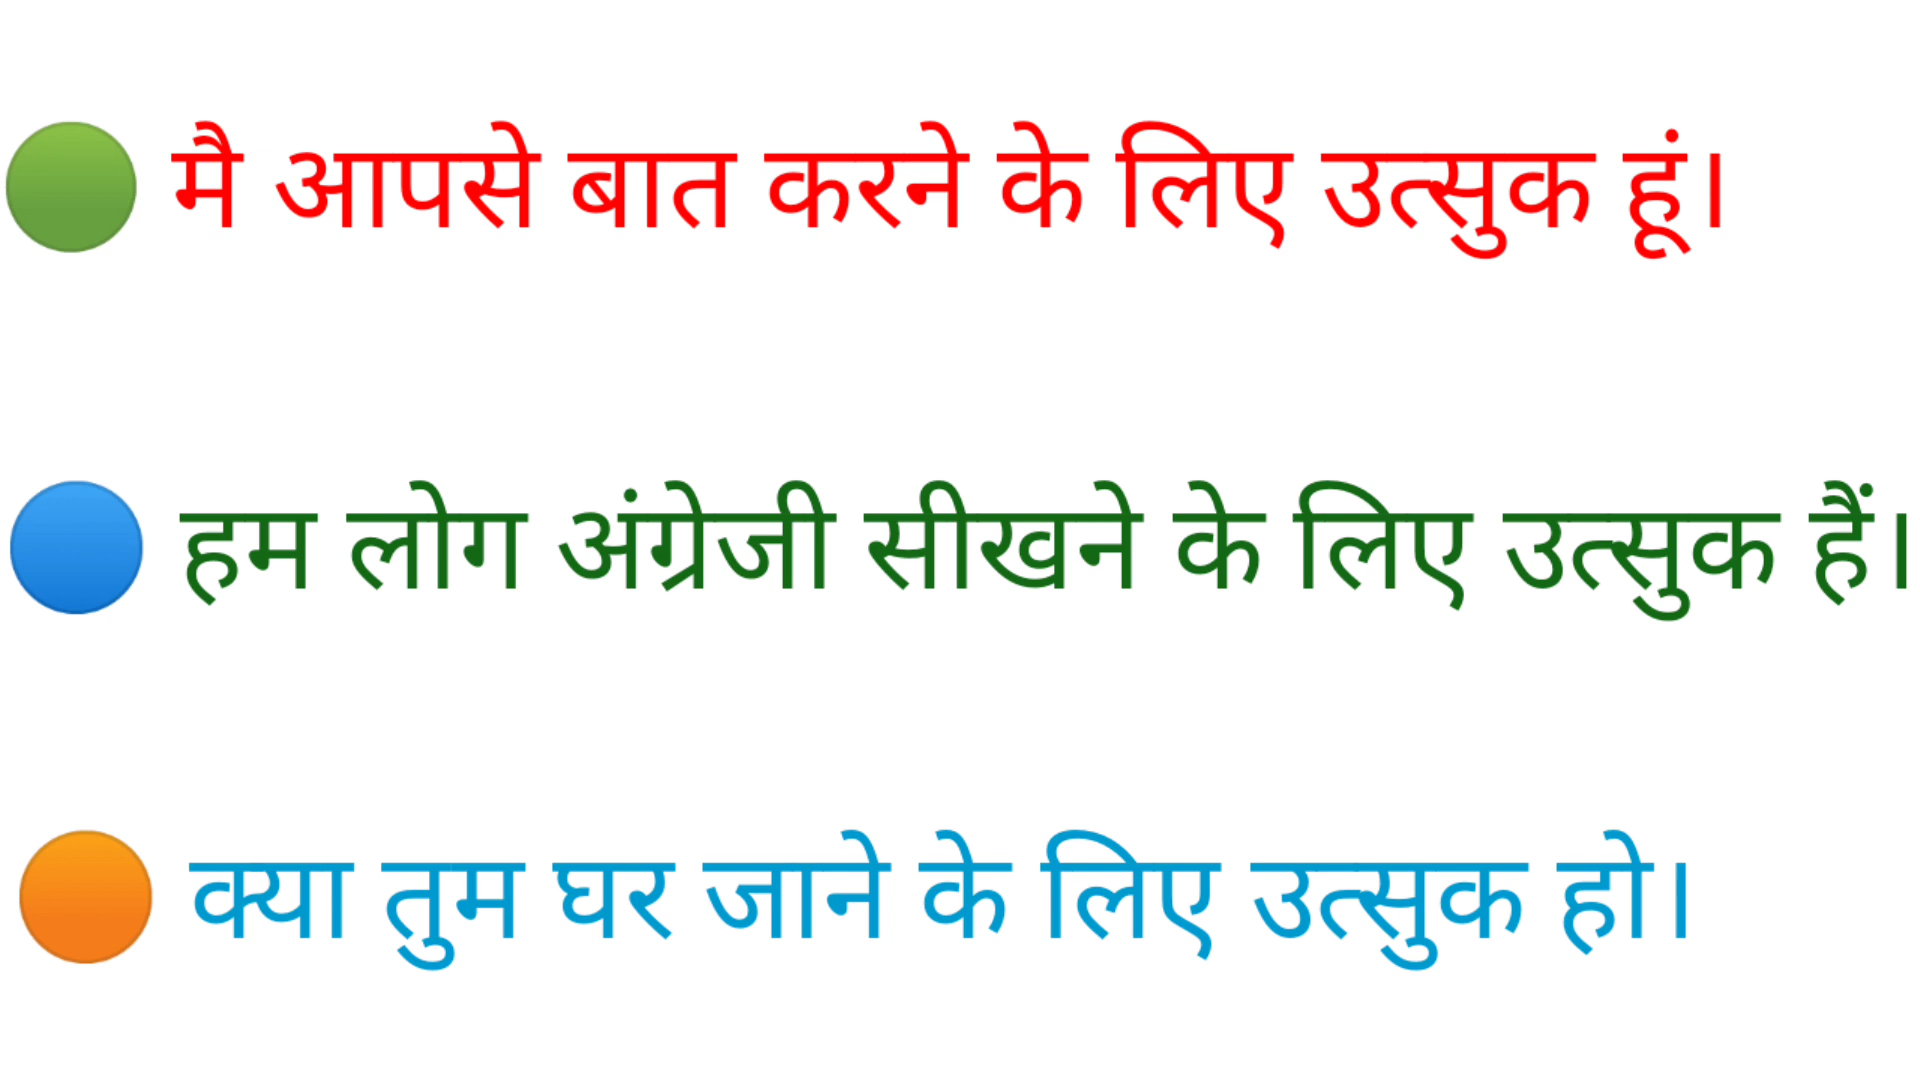 मै आपसे बात करने के लिए उत्सुक हूं।
हम लोग अंग्रेजी सीखने के लिए उत्सुक हैं।
क्या तुम घर जाने के लिए उत्सुक हो।